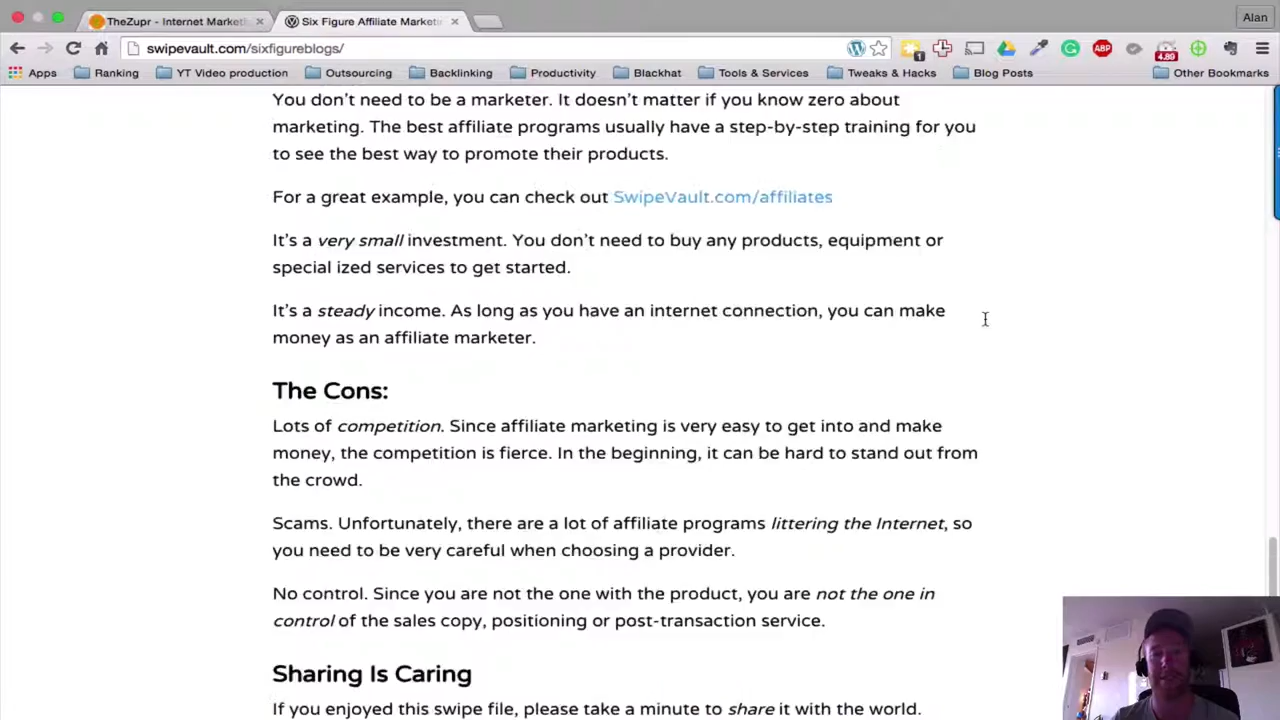 TheZupr - Internet Market
Six Figure Affiliate Marketi
Alan
swipevault.com/sixfigureblogs/
1
ABP
4.89
Apps
Ranking
YT Video production
Outsourcing
Backlinking
Productivity
Blackhat
Tools & Services
Tweaks & Hacks
Blog Posts
Other Bookmarks
You don't need to be a marketer. It doesn't matter if you know zero about
marketing. The best affiliate programs usually have a step-by-step training for you
to see the best way to promote their products.
For a great example, you can check out SwipeVault.com/affiliates
It's a very small investment. You don't need to buy any products, equipment or
special ized services to get started.
It's a steady income. As long as you have an internet connection, you can make
money as an affiliate marketer.
The Cons:
Lots of competition. Since affiliate marketing is very easy to get into and make
money, the competition is fierce. In the beginning, it can be hard to stand out from
the crowd.
Scams. Unfortunately, there are a lot of affiliate programs littering the Internet, so
you need to be very careful when choosing a provider.
No control. Since you are not the one with the product, you are not the one in
control of the sales copy, positioning or post-transaction service.
Sharing Is Caring
If you enjoyed this swipe file, please take a minute to share it with the world.